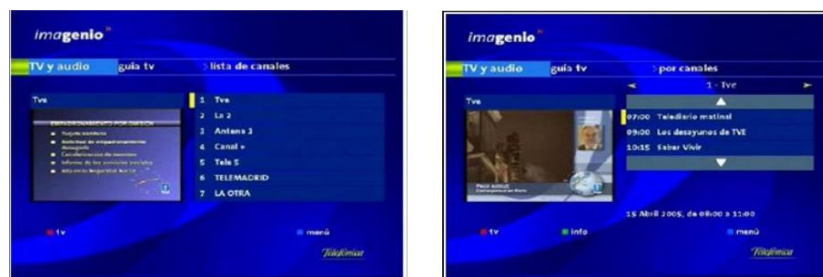 imagenio
TV y audio guía tv lista de canales
Tve
1 Tve
2 La 2
3 Antena 3
4 Canal +
5 Tele 5
6 TELEMADRID
7 LA OTRA
tv menú
Telefónica
imagenio
TV y audio guía tv por canales
1 - Tve
Tve
07:00 Telediario matinal
09:00 Los desayunos de TVE
10:15 Saber Vivir
15 Abril 2005, de 08:00 a 11:00
tv info menú
Telefónica